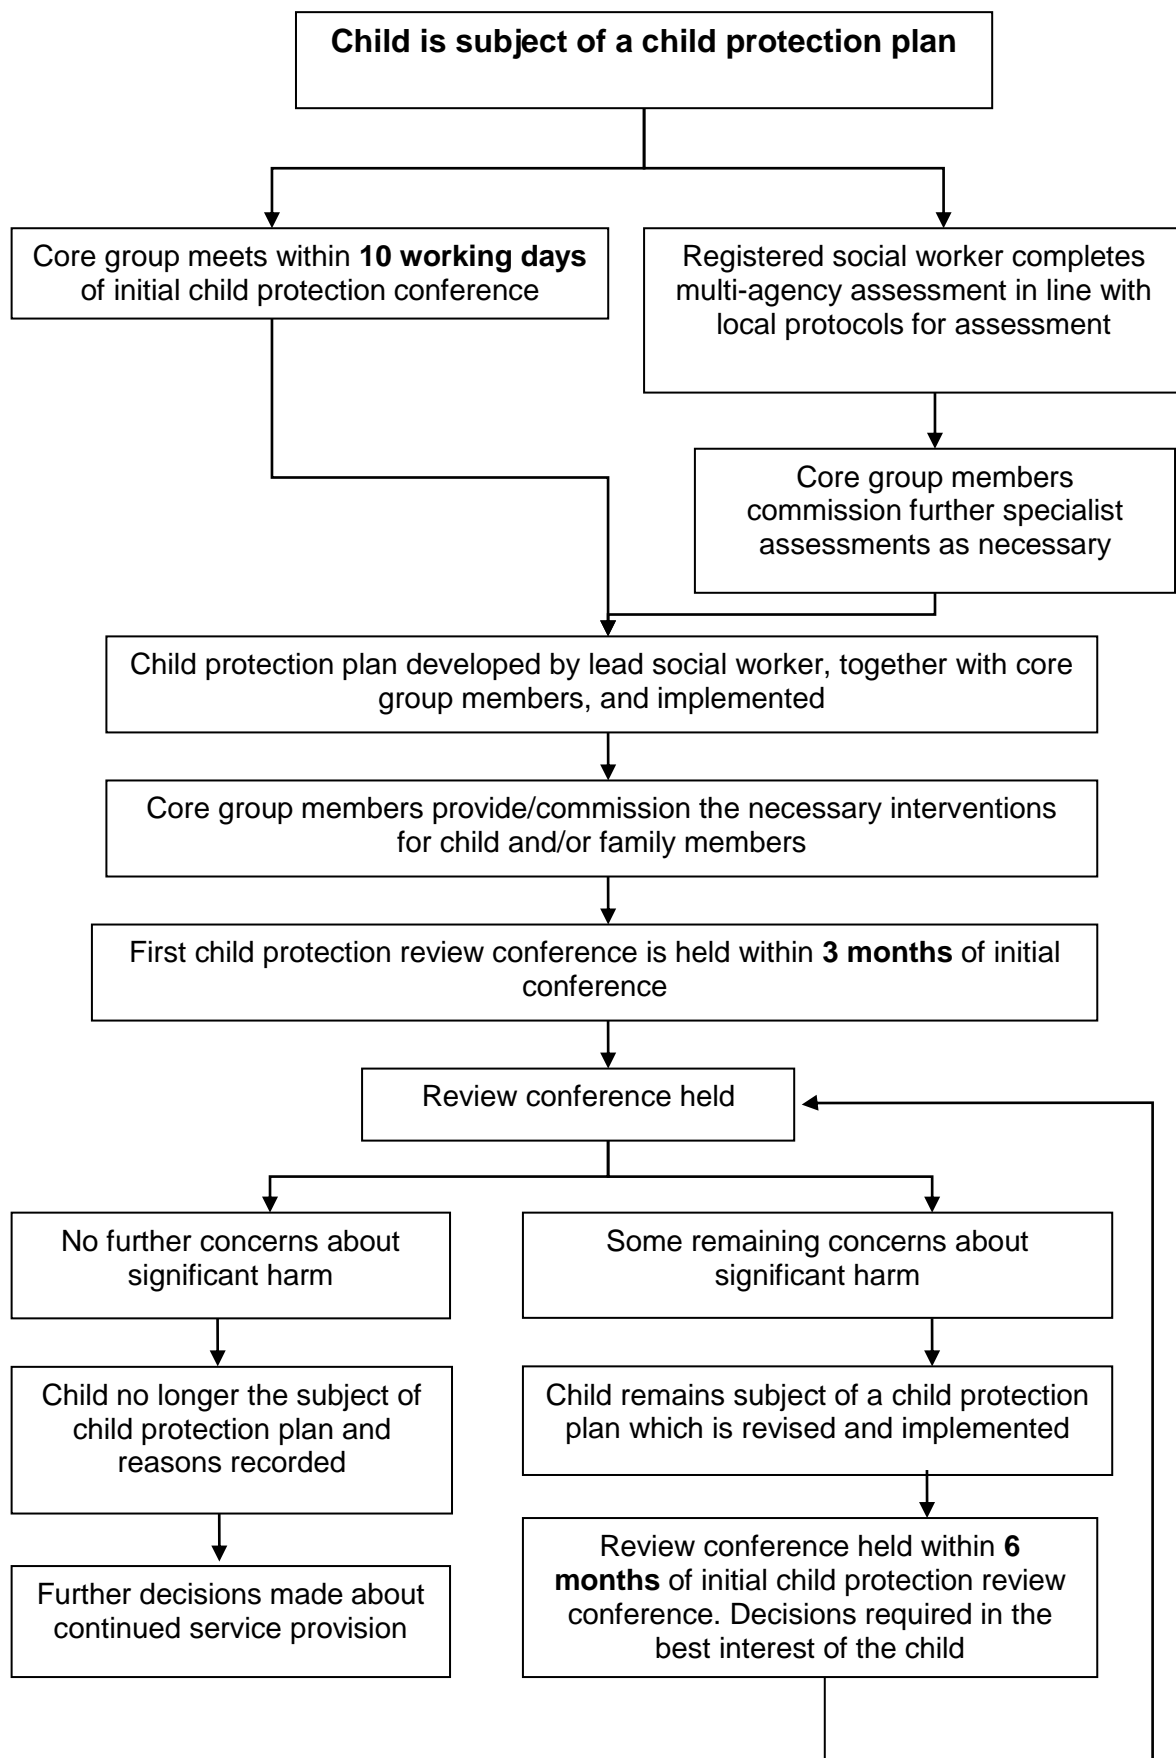 Child is subject of a child protection plan
Core group meets within 10 working days
of initial child protection conference
Registered social worker completes
multi-agency assessment in line with
local protocols for assessment
Core group members
commission further specialist
assessments as necessary
Child protection plan developed by lead social worker, together with core
group members, and implemented
Core group members provide/commission the necessary interventions
for child and/or family members
First child protection review conference is held within 3 months of initial
conference
Review conference held
No further concerns about
significant harm
Some remaining concerns about
significant harm
Child no longer the subject of
child protection plan and
reasons recorded
Child remains subject of a child protection
plan which is revised and implemented
Further decisions made about
continued service provision
Review conference held within 6
months of initial child protection review
conference. Decisions required in the
best interest of the child